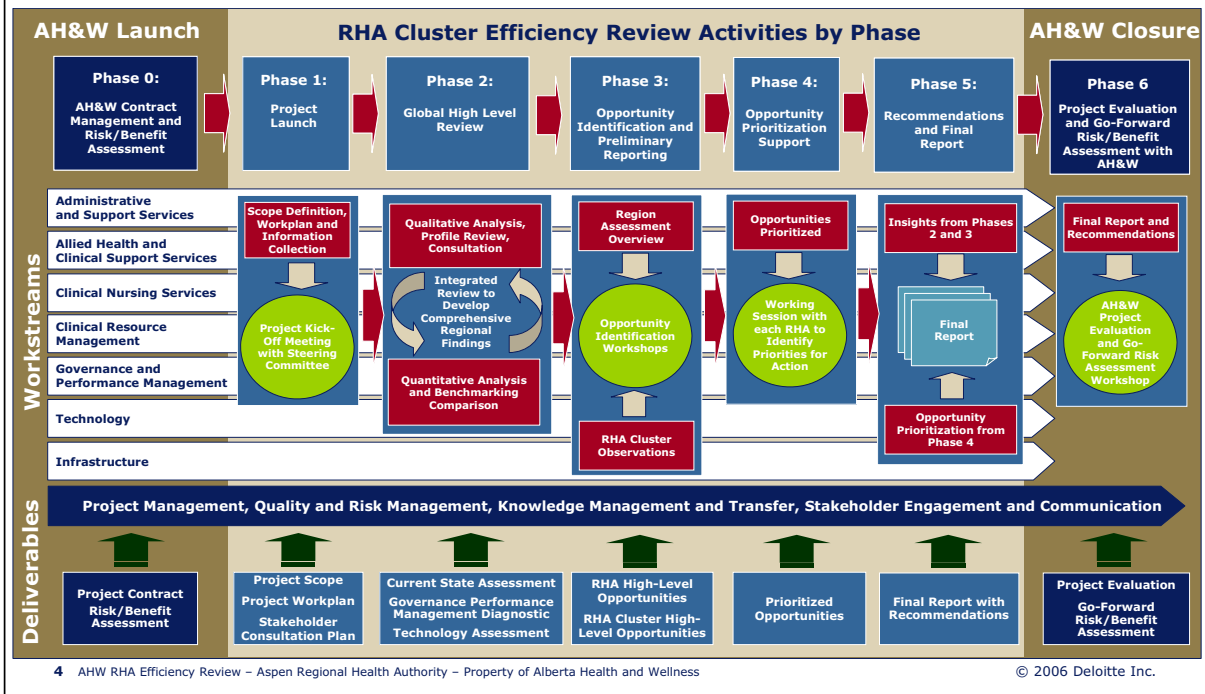 AH&W Launch
RHA Cluster Efficiency Review Activities by Phase
AH&W Closure
Phase 0:
AH&W Contract
Management and
Risk/Benefit
Assessment
Phase 1:
Project
Launch
Phase 2:
Global High Level
Review
Phase 3:
Opportunity
Identification and
Preliminary
Reporting
Phase 4:
Opportunity
Prioritization
Support
Phase 5:
Recommendations
and Final
Report
Phase 6
Project Evaluation
and Go-Forward
Risk/Benefit
Assessment with
AH&W
Workstreams
Administrative
and Support Services
Allied Health and
Clinical Support Services
Clinical Nursing Services
Clinical Resource
Management
Governance and
Performance Management
Technology
Infrastructure
Scope Definition,
Workplan and
Information
Collection
Project Kick-
Off Meeting
with Steering
Committee
Qualitative Analysis,
Profile Review,
Consultation
Integrated
Review to
Develop
Comprehensive
Regional
Findings
Quantitative Analysis
and Benchmarking
Comparison
Region
Assessment
Overview
Opportunity
Identification
Workshops
RHA Cluster
Observations
Opportunities
Prioritized
Working
Session with
each RHA to
Identify
Priorities for
Action
Insights from Phases
2 and 3
Final
Report
Opportunity
Prioritization from
Phase 4
Final Report and
Recommendations
AH&W
Project
Evaluation
and Go-
Forward Risk
Assessment
Workshop
Deliverables
Project Management, Quality and Risk Management, Knowledge Management and Transfer, Stakeholder Engagement and Communication
Project Contract
Risk/Benefit
Assessment
Project Scope
Project Workplan
Stakeholder
Consultation Plan
Current State Assessment
Governance Performance
Management Diagnostic
Technology Assessment
RHA High-Level
Opportunities
RHA Cluster High-
Level Opportunities
Prioritized
Opportunities
Final Report with
Recommendations
Project Evaluation
Go-Forward
Risk/Benefit
Assessment
4 AHW RHA Efficiency Review – Aspen Regional Health Authority – Property of Alberta Health and Wellness
© 2006 Deloitte Inc.